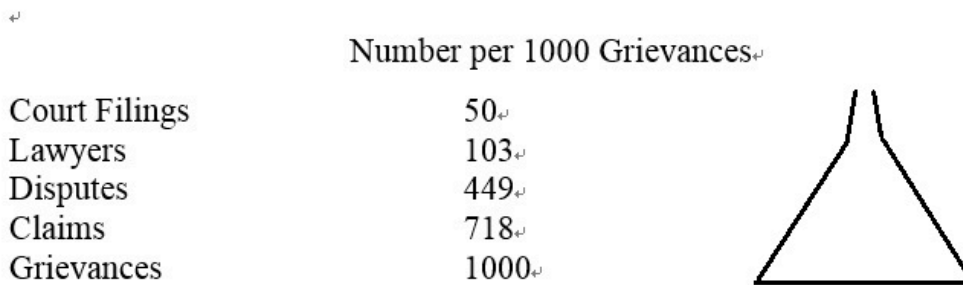 Number per 1000 Grievances
Court Filings 50
Lawyers 103
Disputes 449
Claims 718
Grievances 1000